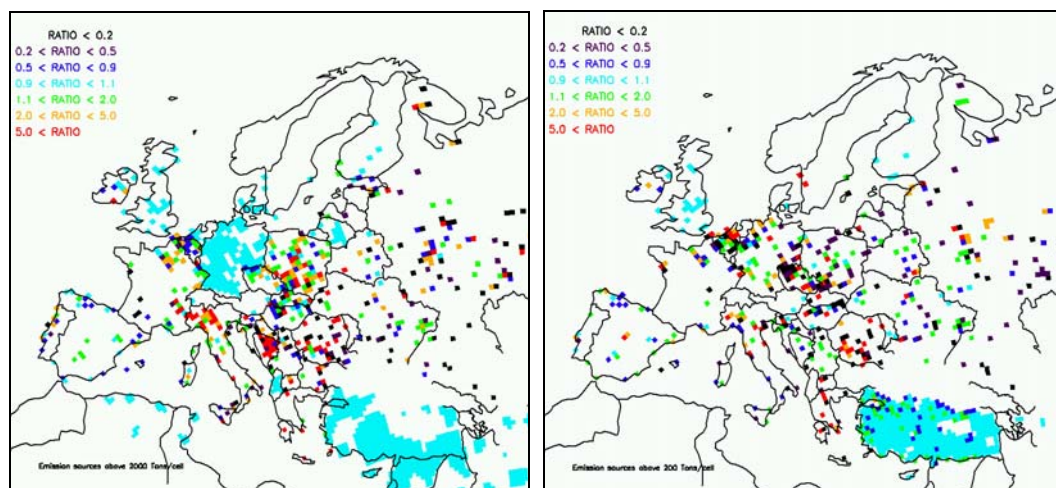 RATIO < 0.2
0.2 < RATIO < 0.5
0.5 < RATIO < 0.9
0.9 < RATIO < 1.1
1.1 < RATIO < 2.0
2.0 < RATIO < 5.0
5.0 < RATIO
Emission sources above 2000 Tons/cell
RATIO < 0.2
0.2 < RATIO < 0.5
0.5 < RATIO < 0.9
0.9 < RATIO < 1.1
1.1 < RATIO < 2.0
2.0 < RATIO < 5.0
5.0 < RATIO
Emission sources above 200 Tons/cell